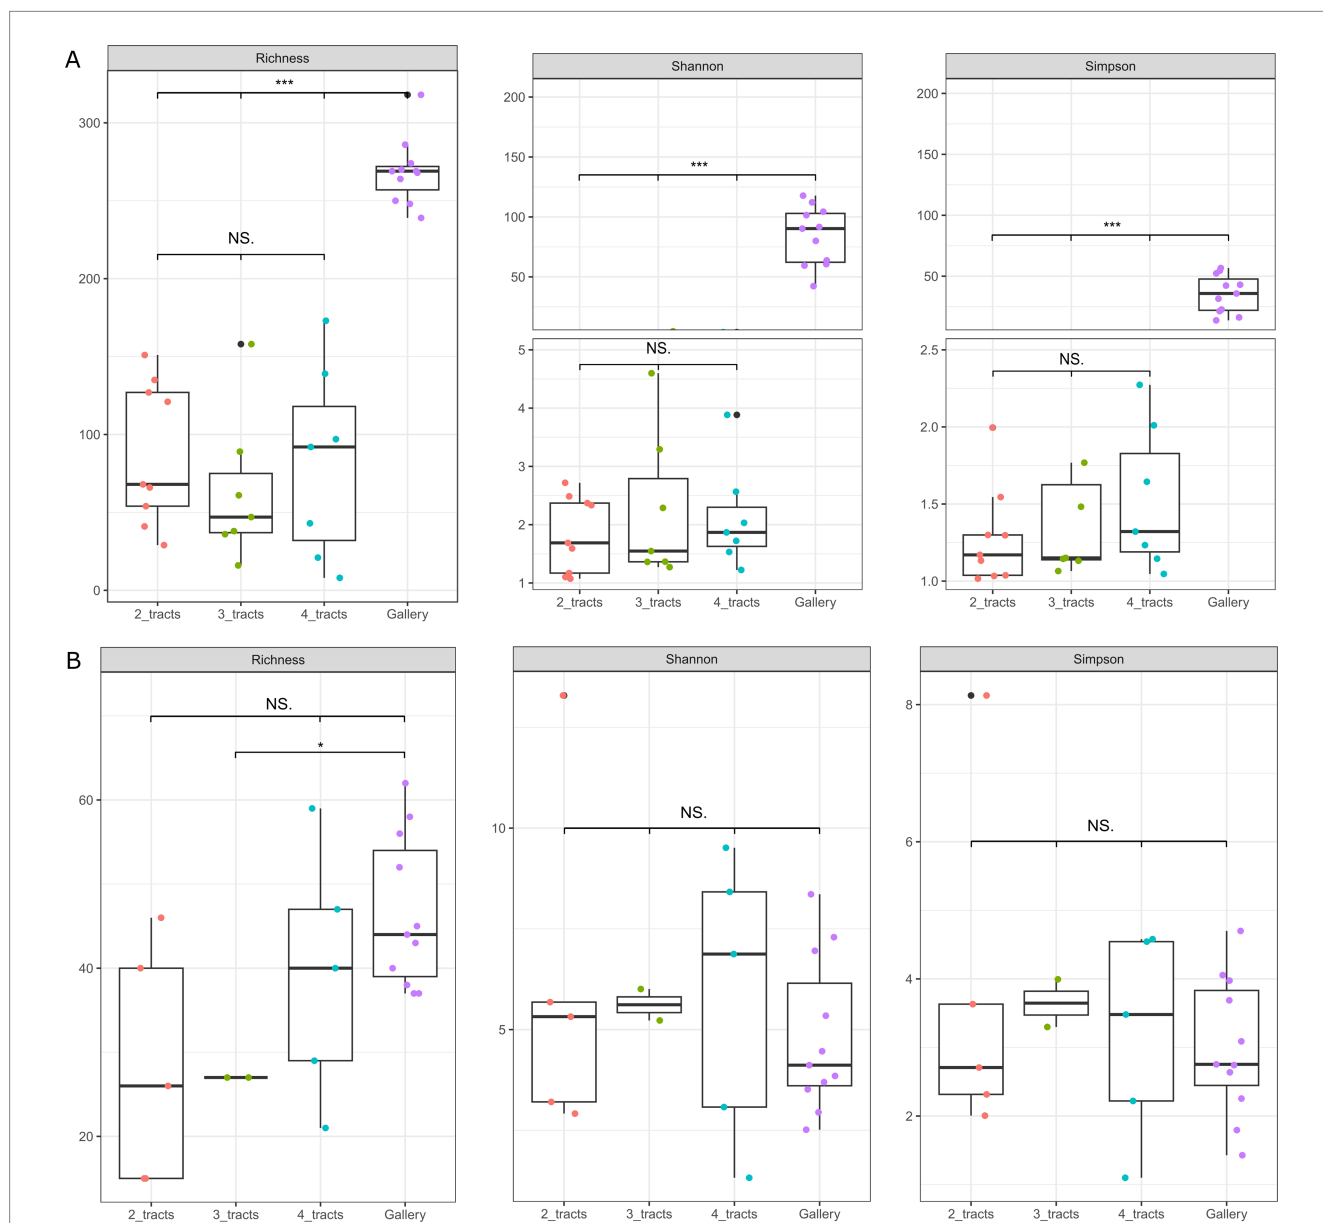 A
Richness
Shannon
Simpson
***
300
200
100
0
NS.
2_tracts 3_tracts 4_tracts Gallery
200
150
100
50
***
5
4
3
2
1
NS.
2_tracts 3_tracts 4_tracts Gallery
200
150
100
50
***
2.5
2.0
1.5
1.0
NS.
2_tracts 3_tracts 4_tracts Gallery
B
Richness
Shannon
Simpson
NS.
*
60
40
20
2_tracts 3_tracts 4_tracts Gallery
10
5
NS.
2_tracts 3_tracts 4_tracts Gallery
8
6
4
2
NS.
2_tracts 3_tracts 4_tracts Gallery